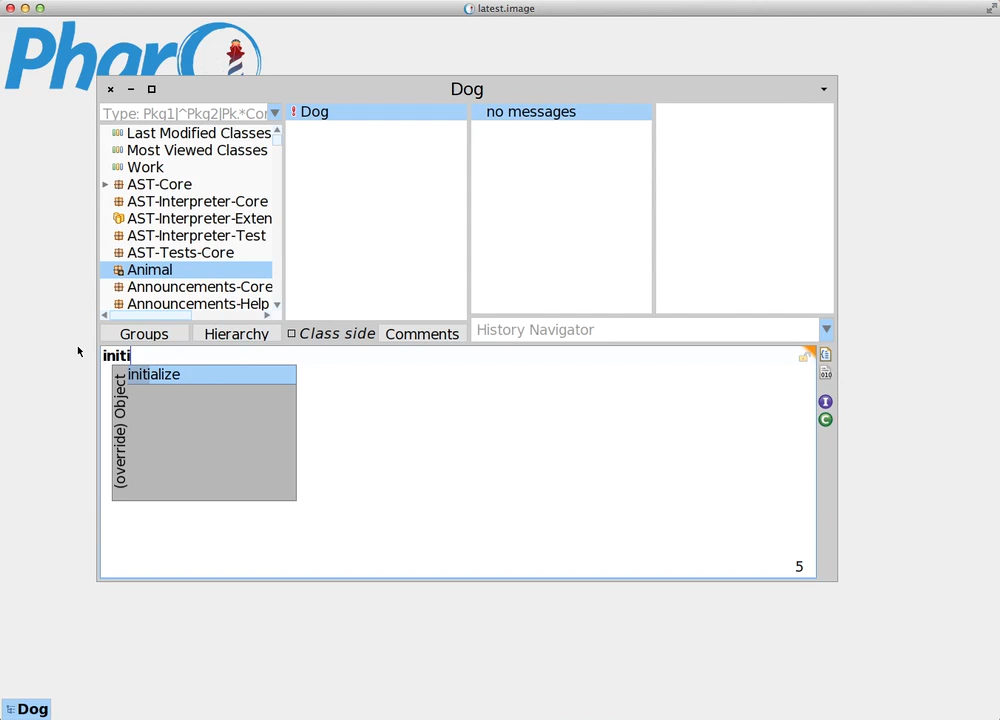 latest.image
Pharo
Dog
Type: Pkg1|^Pkg2|Pk.*Cor
Last Modified Classes
Most Viewed Classes
Work
AST-Core
AST-Interpreter-Core
AST-Interpreter-Exten
AST-Interpreter-Test
AST-Tests-Core
Animal
Announcements-Core
Announcements-Help
Dog
no messages
Groups
Hierarchy
Class side
Comments
History Navigator
initi
initialize
(override) Object
010
I
C
5
Dog